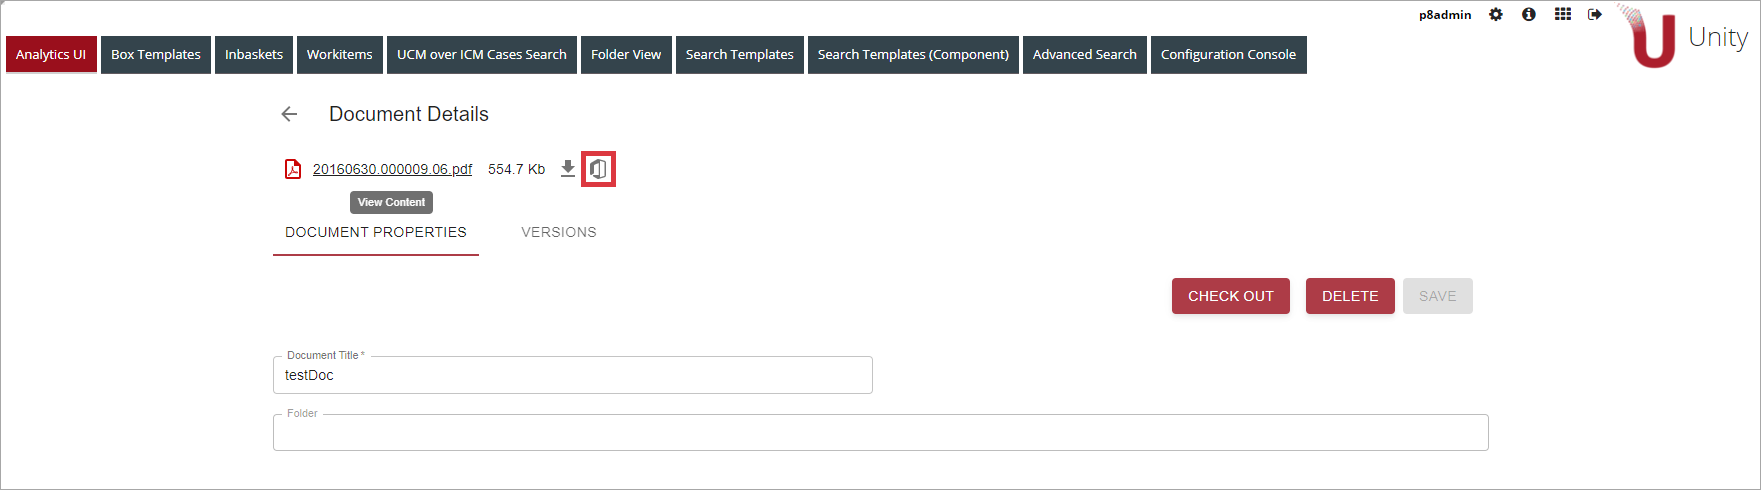 p8admin
Unity
Analytics UI Box Templates Inbaskets Workitems UCM over ICM Cases Search Folder View Search Templates Search Templates (Component) Advanced Search Configuration Console
Document Details
20160630.000009.06.pdf 554.7 Kb
View Content
DOCUMENT PROPERTIES VERSIONS
CHECK OUT DELETE SAVE
Document Title *
testDoc
Folder